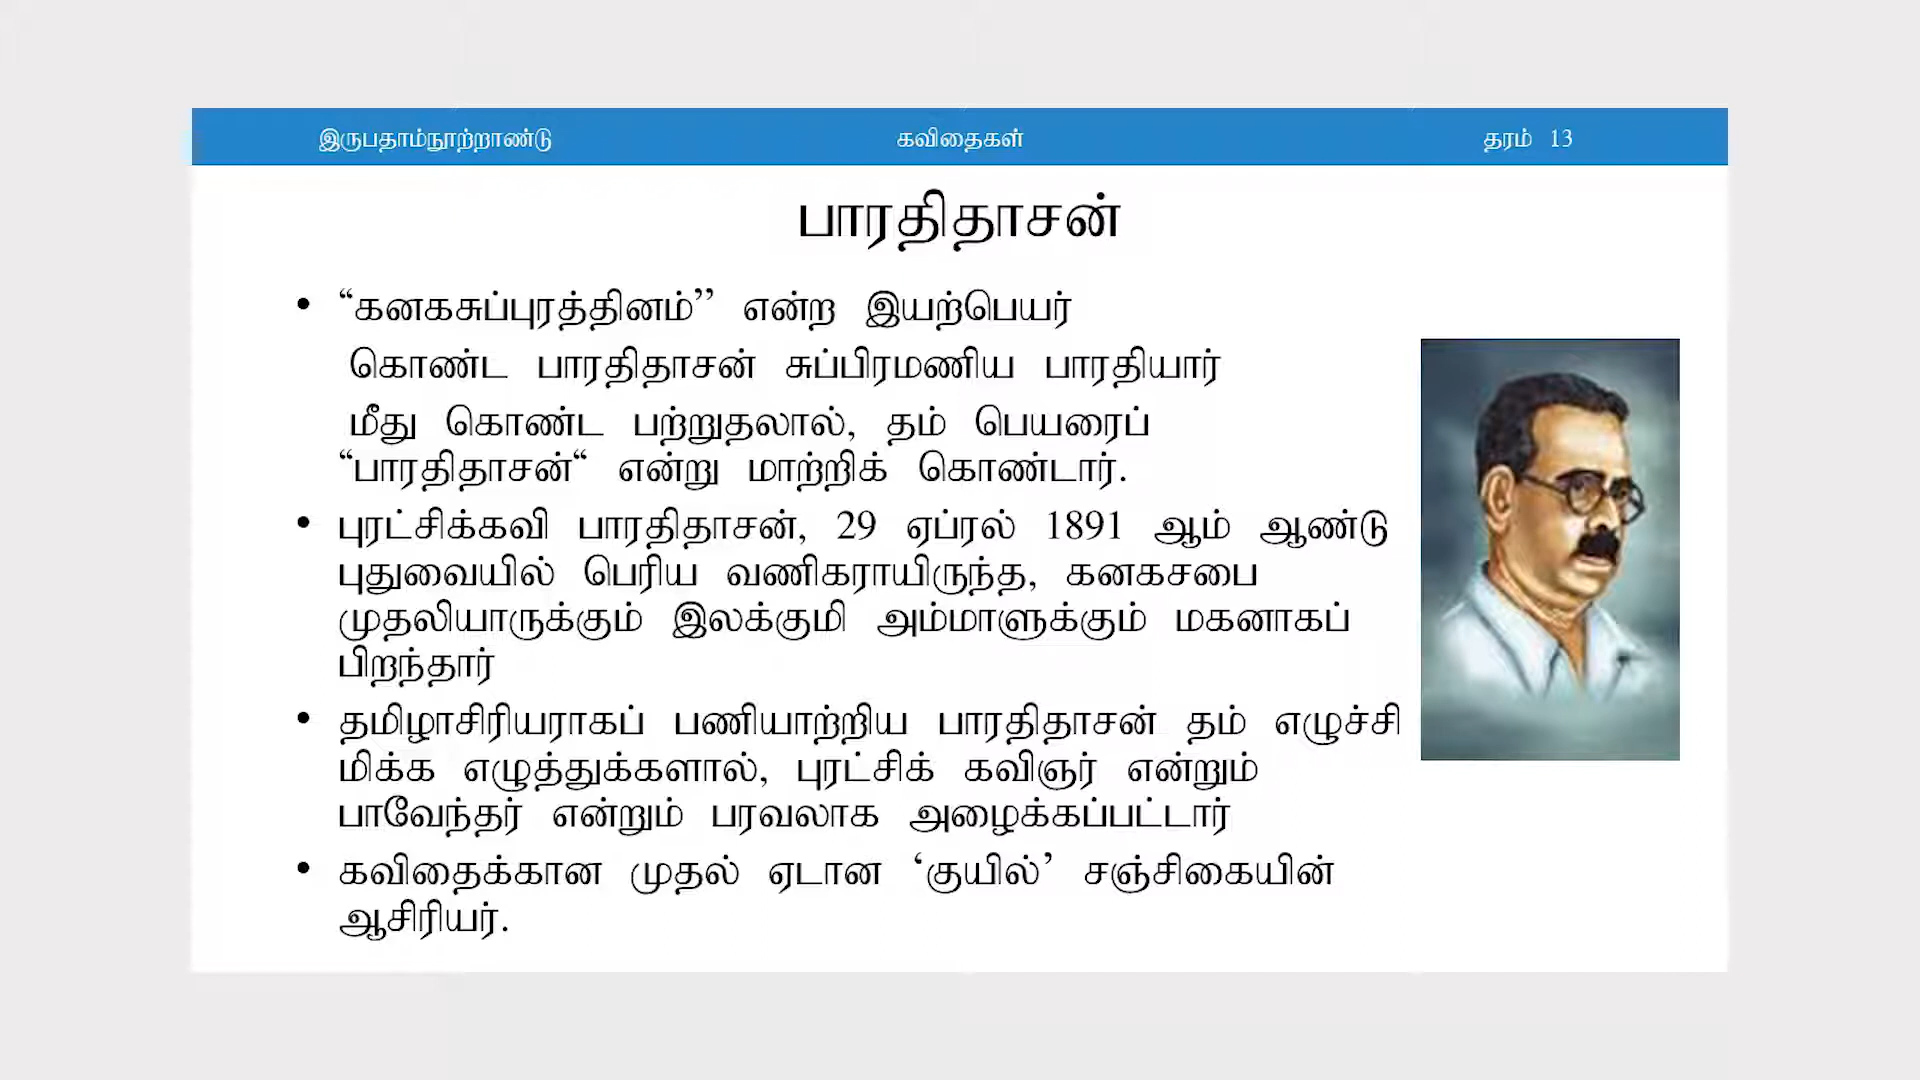 இருபதாம்நூற்றாண்டு கவிதைகள் தரம் 13
பாரதிதாசன்
• “கனகசுப்புரத்தினம்’’ என்ற இயற்பெயர்
கொண்ட பாரதிதாசன் சுப்பிரமணிய பாரதியார்
மீது கொண்ட பற்றுதலால், தம் பெயரைப்
“பாரதிதாசன்“ என்று மாற்றிக் கொண்டார்.
• புரட்சிக்கவி பாரதிதாசன், 29 ஏப்ரல் 1891 ஆம் ஆண்டு
புதுவையில் பெரிய வணிகராயிருந்த, கனகசபை
முதலியாருக்கும் இலக்குமி அம்மாளுக்கும் மகனாகப்
பிறந்தார்
• தமிழாசிரியராகப் பணியாற்றிய பாரதிதாசன் தம் எழுச்சி
மிக்க எழுத்துக்களால், புரட்சிக் கவிஞர் என்றும்
பாவேந்தர் என்றும் பரவலாக அழைக்கப்பட்டார்
• கவிதைக்கான முதல் ஏடான ‘குயில்’ சஞ்சிகையின்
ஆசிரியர்.